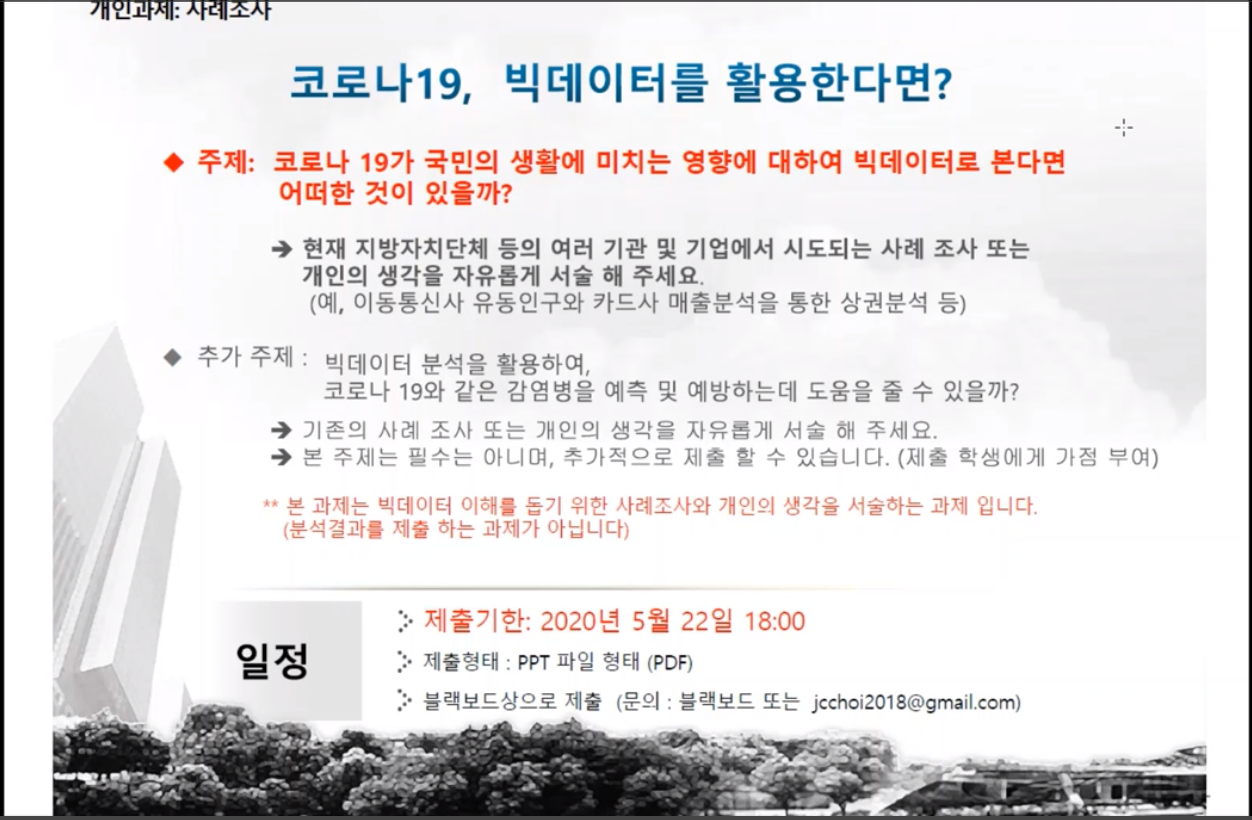 개인과제: 사례조사
코로나19, 빅데이터를 활용한다면?
◆ 주제: 코로나 19가 국민의 생활에 미치는 영향에 대하여 빅데이터로 본다면
어떠한 것이 있을까?
➔ 현재 지방자치단체 등의 여러 기관 및 기업에서 시도되는 사례 조사 또는
개인의 생각을 자유롭게 서술 해 주세요.
(예, 이동통신사 유동인구와 카드사 매출분석을 통한 상권분석 등)
◆ 추가 주제 : 빅데이터 분석을 활용하여,
코로나 19와 같은 감염병을 예측 및 예방하는데 도움을 줄 수 있을까?
➔ 기존의 사례 조사 또는 개인의 생각을 자유롭게 서술 해 주세요.
➔ 본 주제는 필수는 아니며, 추가적으로 제출 할 수 있습니다. (제출 학생에게 가점 부여)
** 본 과제는 빅데이터 이해를 돕기 위한 사례조사와 개인의 생각을 서술하는 과제 입니다.
(분석결과를 제출 하는 과제가 아닙니다)
일정
제출기한: 2020년 5월 22일 18:00
제출형태 : PPT 파일 형태 (PDF)
블랙보드상으로 제출 (문의 : 블랙보드 또는 jcchoi2018@gmail.com)